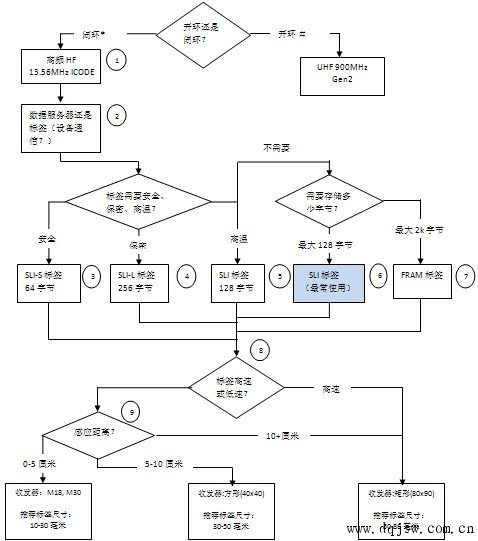 开环还是
闭环?
闭环*
开环 #
高频 HF
13.56MHz ICODE
1
UHF 900MHz
Gen2
数据服务器还是
标签（设备通
信？）
2
不需要
标签需要安全、
保密、高温?
需要存储多
少字节?
安全
保密
高温
最大 128 字节
最大 2k 字节
SLI-S 标签
64 字节
3
SLI-L 标签
256 字节
4
SLI 标签
128 字节
5
SLI 标签
（最常使用）
6
FRAM 标签
7
8
标签高速
或低速?
高速
9
感应距离?
10+厘米
0-5 厘米
5-10 厘米
收发器：M18, M30
推荐标签尺寸:
10-30 毫米
收发器:方形(40x40)
推荐标签尺寸:
30-50 毫米
收发器:矩形(80x90)
推荐标签尺寸:
www.dqjsw.com.cn